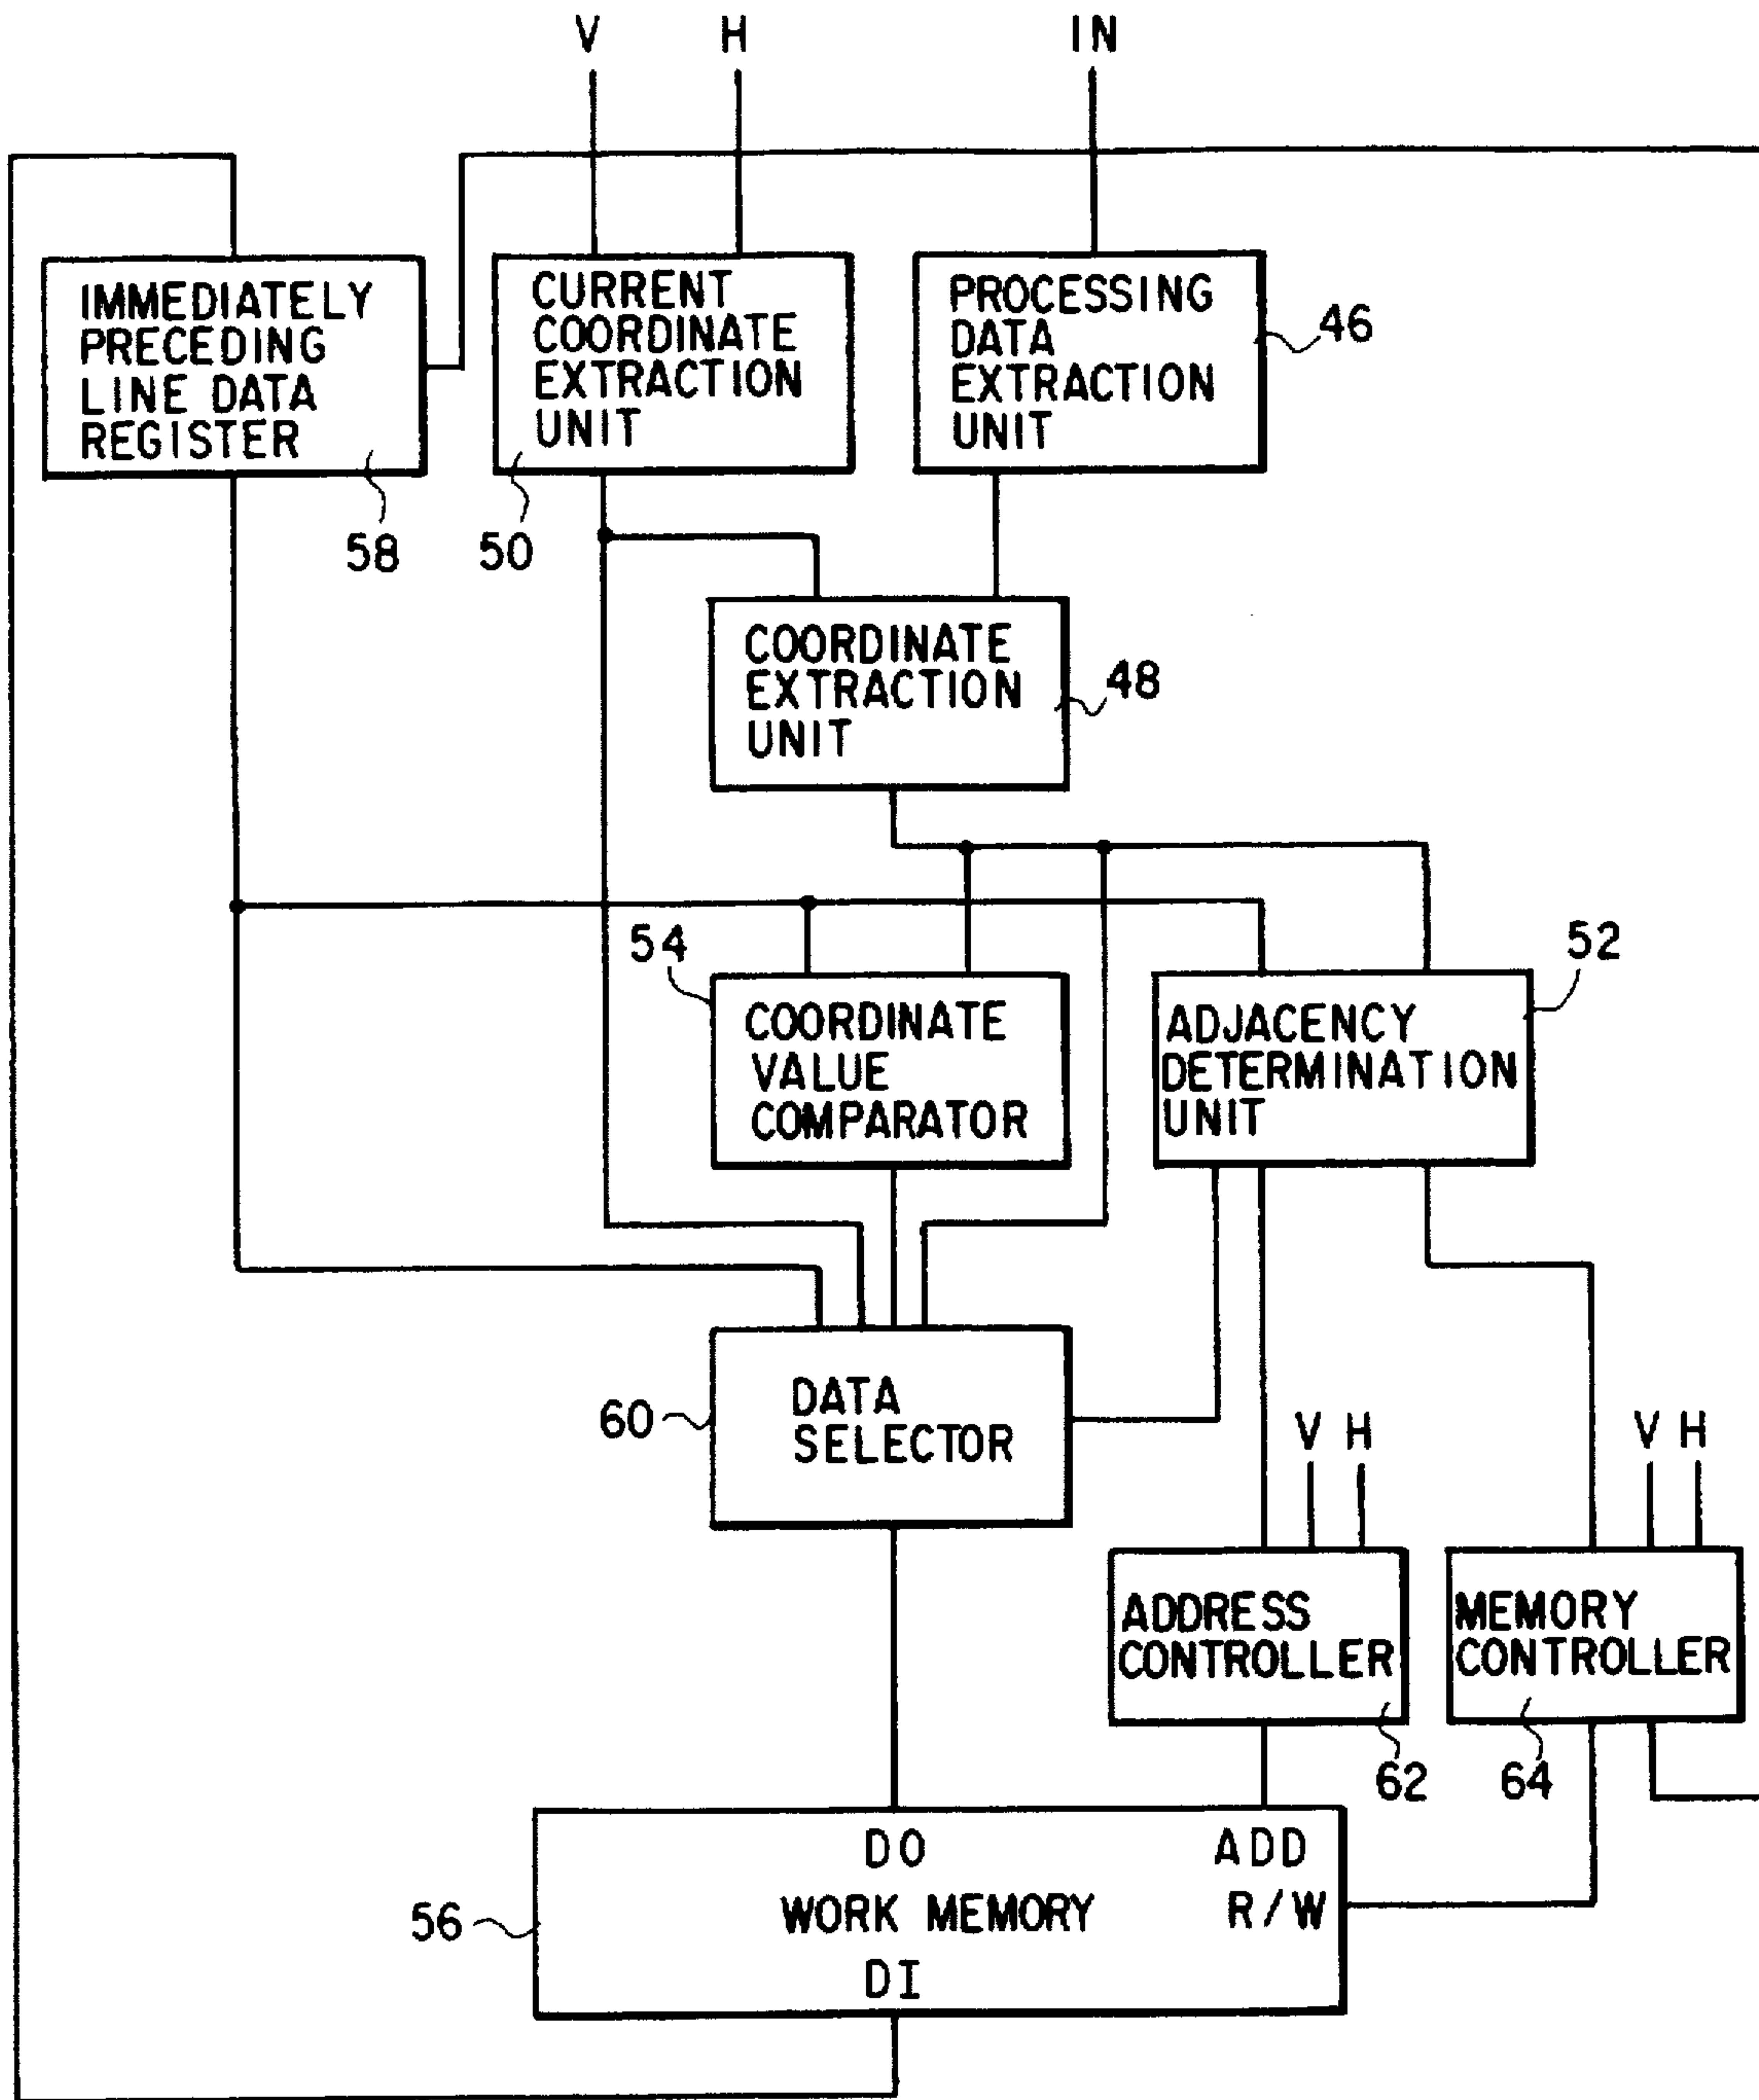 V H IN
IMMEDIATELY
PRECEDING
LINE DATA
REGISTER
58
CURRENT
COORDINATE
EXTRACTION
UNIT
50
PROCESSING
DATA
EXTRACTION
UNIT
46
COORDINATE
EXTRACTION
UNIT
48
54
COORDINATE
VALUE
COMPARATOR
52
ADJACENCY
DETERMINATION
UNIT
60
DATA
SELECTOR
V H
V H
ADDRESS
CONTROLLER
62
MEMORY
CONTROLLER
64
56
DO ADD
WORK MEMORY R/W
DI